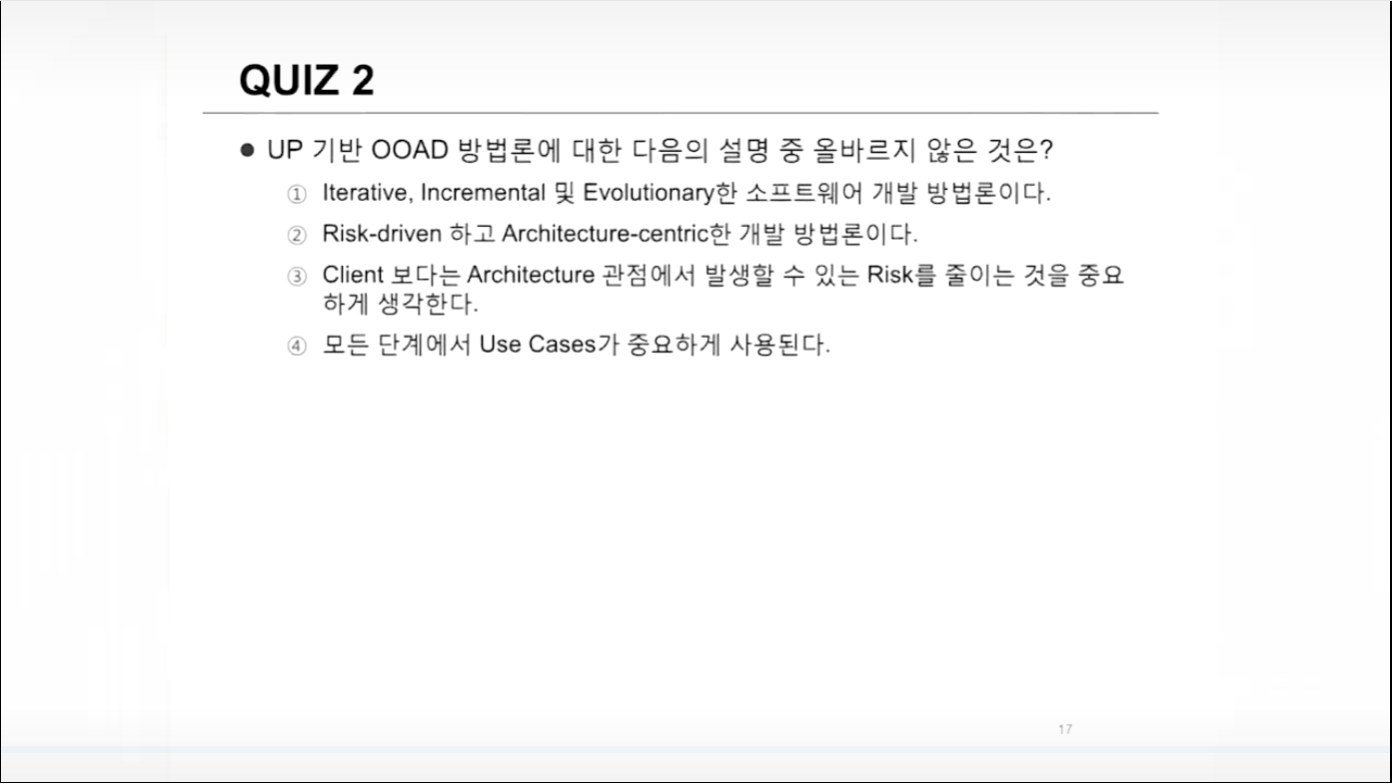 QUIZ 2
● UP 기반 OOAD 방법론에 대한 다음의 설명 중 올바르지 않은 것은?
① Iterative, Incremental 및 Evolutionary한 소프트웨어 개발 방법론이다.
② Risk-driven 하고 Architecture-centric한 개발 방법론이다.
③ Client 보다는 Architecture 관점에서 발생할 수 있는 Risk를 줄이는 것을 중요
하게 생각한다.
④ 모든 단계에서 Use Cases가 중요하게 사용된다.
17